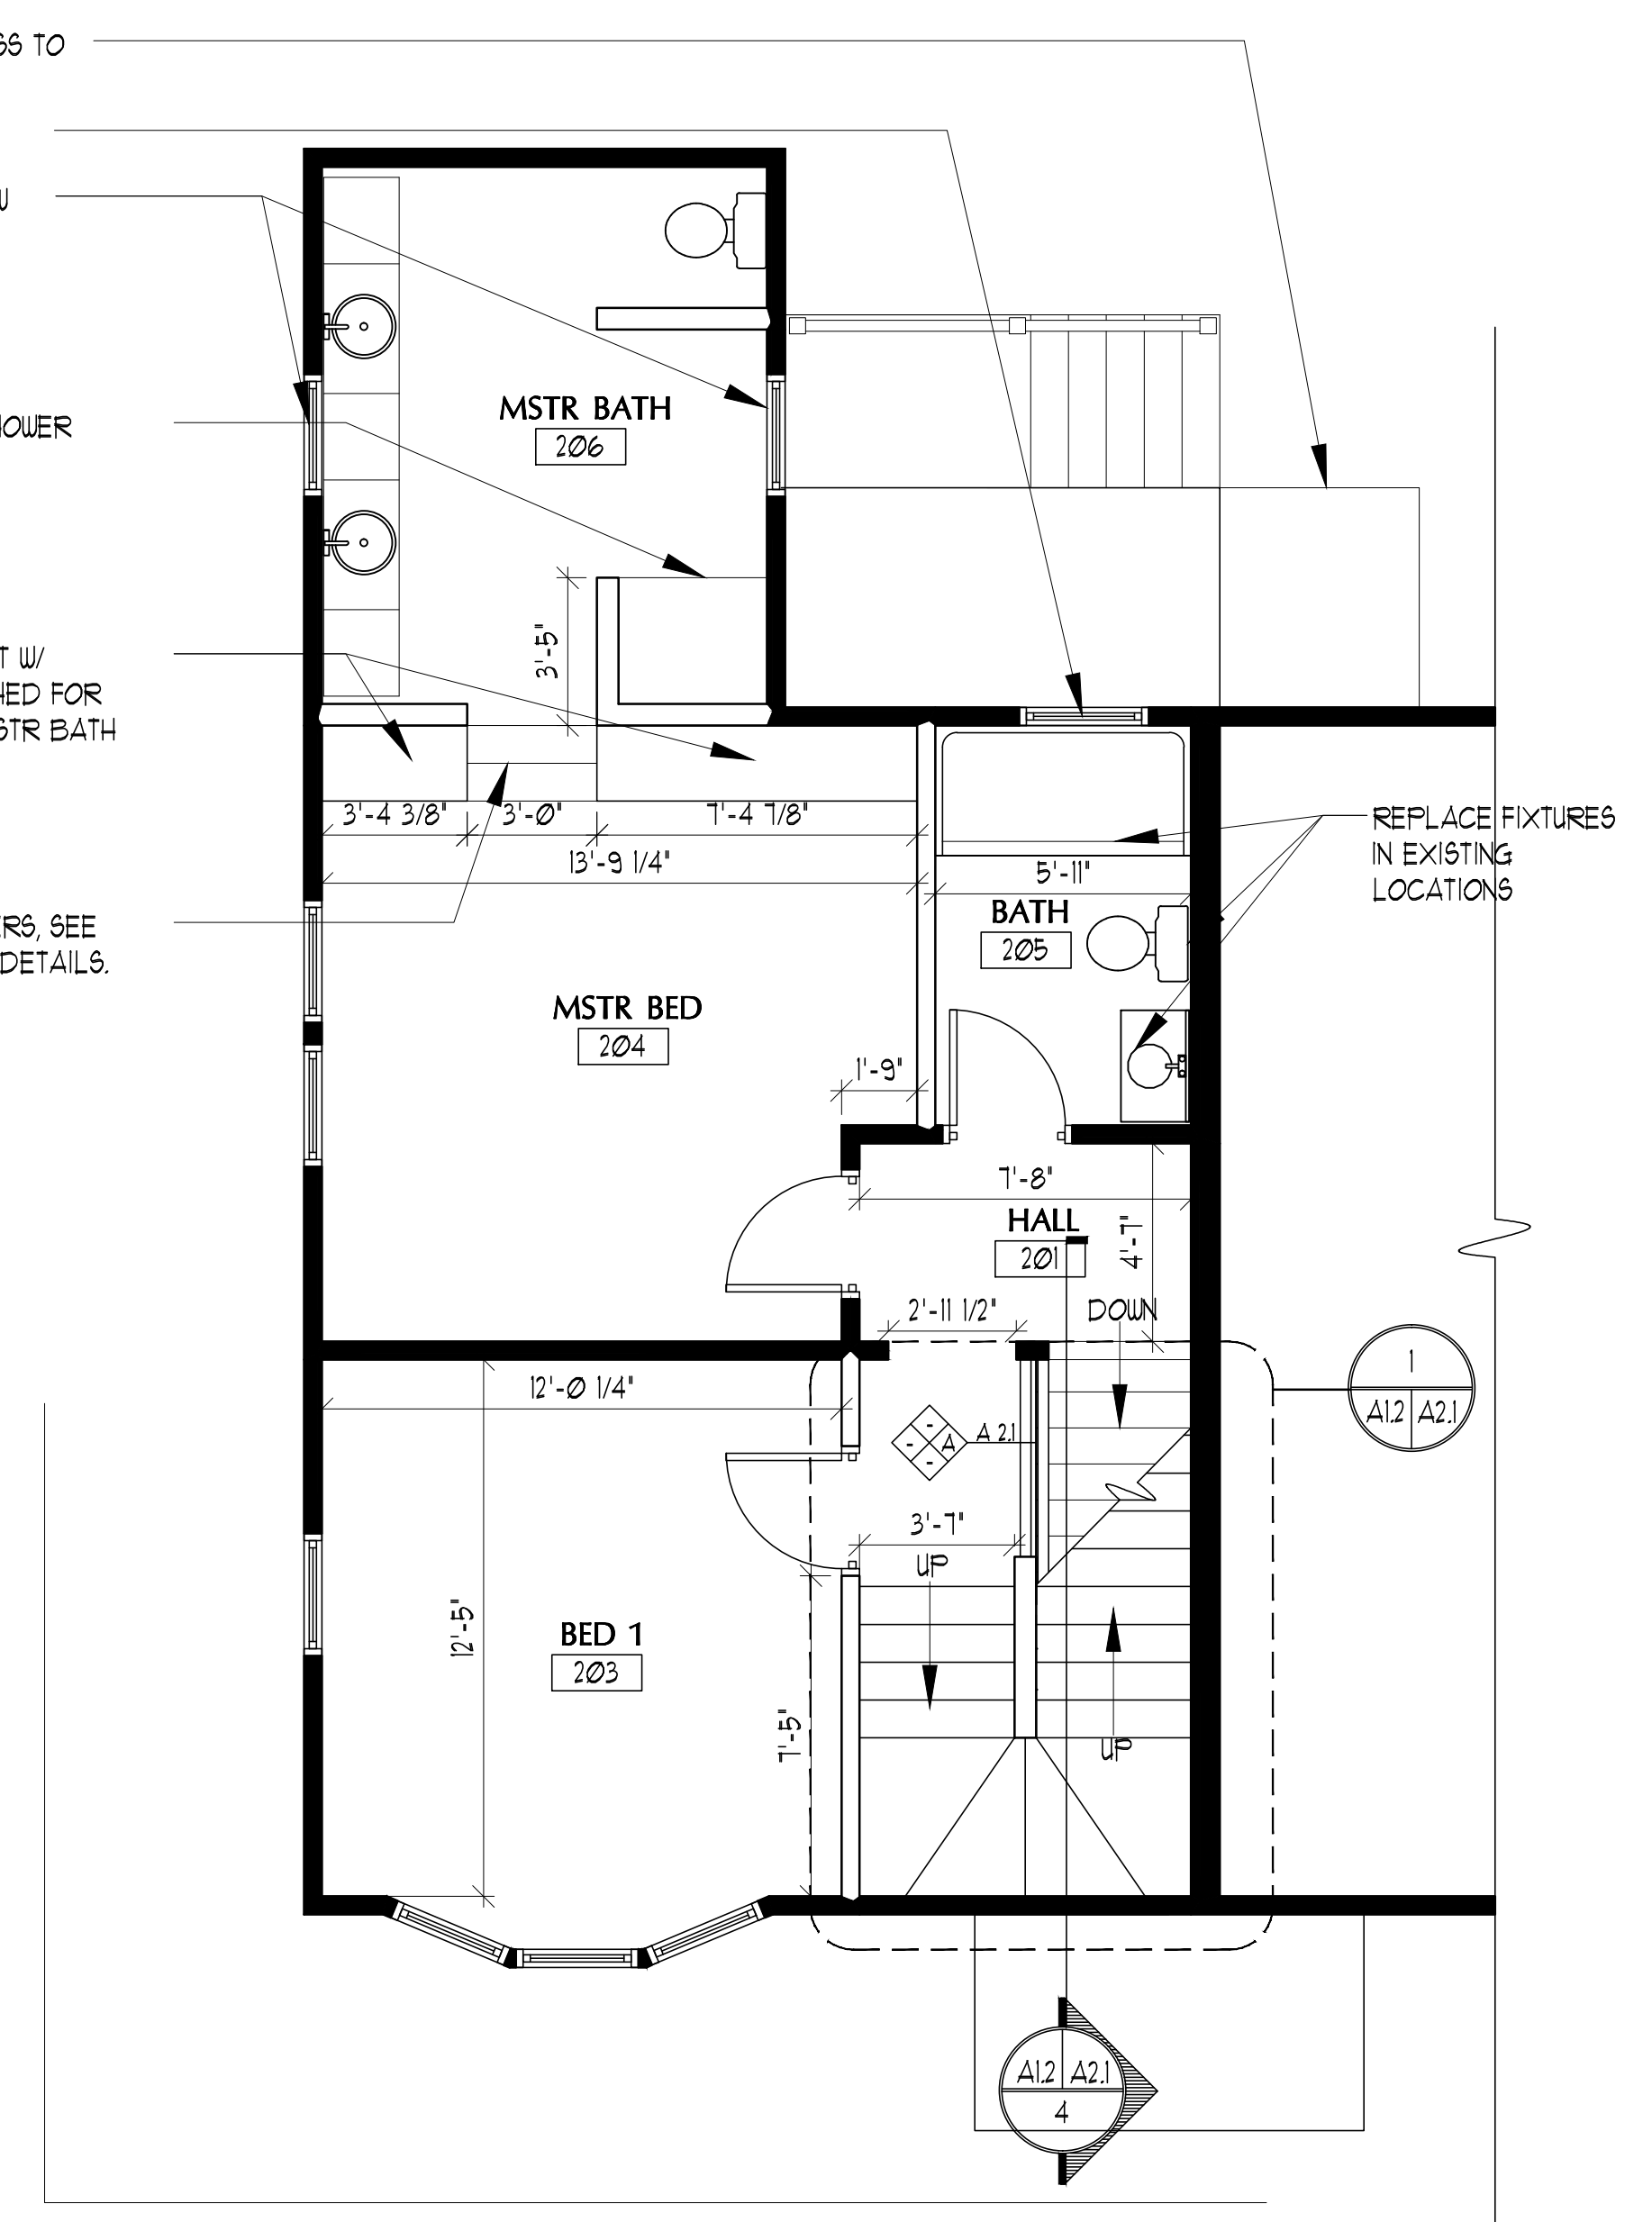 SS TO
HOWER
T W/
HED FOR
STR BATH
ERS, SEE
DETAILS.
MSTR BATH
206
3'-5"
3'-4 3/8"
3'-0"
7'-4 7/8"
13'-9 1/4"
5'-11"
BATH
205
REPLACE FIXTURES
IN EXISTING
LOCATIONS
MSTR BED
204
1'-9"
7'-8"
HALL
201
4'-7"
2'-11 1/2"
DOWN
12'-0 1/4"
-
- A
-
A 2.1
1
A1.2 A2.1
3'-7"
UP
12'-5"
BED 1
203
7'-5"
UP
A1.2 A2.1
4